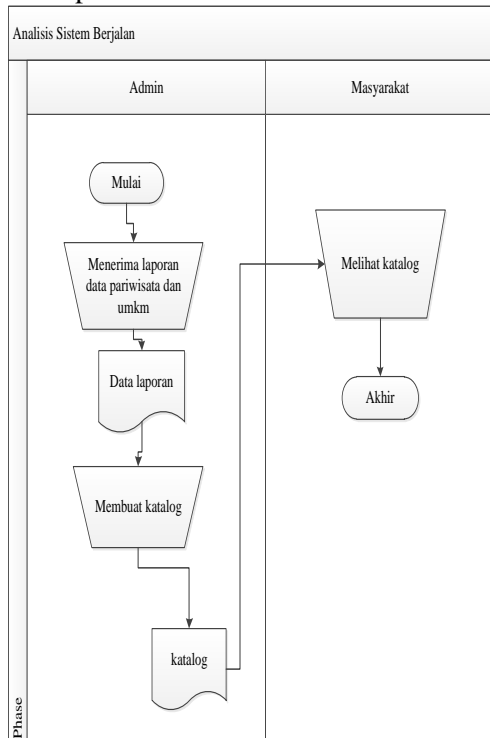 Analisis Sistem Berjalan
Admin
Masyarakat
Mulai
Menerima laporan
data pariwisata dan
umkm
Data laporan
Membuat katalog
katalog
Melihat katalog
Akhir
Phase